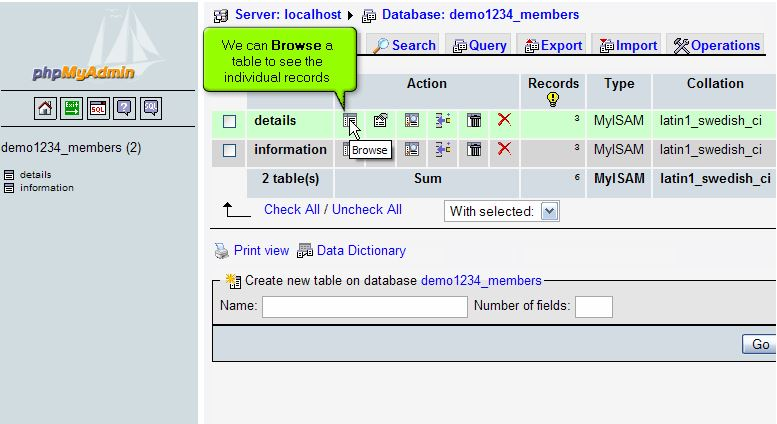 Server: localhost Database: demo1234_members
We can Browse a
table to see the
individual records
Search Query Export Import Operations
phpMyAdmin
SQL ? SQL
demo1234_members (2)
details
information
Action Records Type Collation
details 3 MyISAM latin1_swedish_ci
Browse
information 3 MyISAM latin1_swedish_ci
2 table(s) Sum 6 MyISAM latin1_swedish_ci
Check All / Uncheck All With selected:
Print view Data Dictionary
Create new table on database demo1234_members
Name: Number of fields:
Go